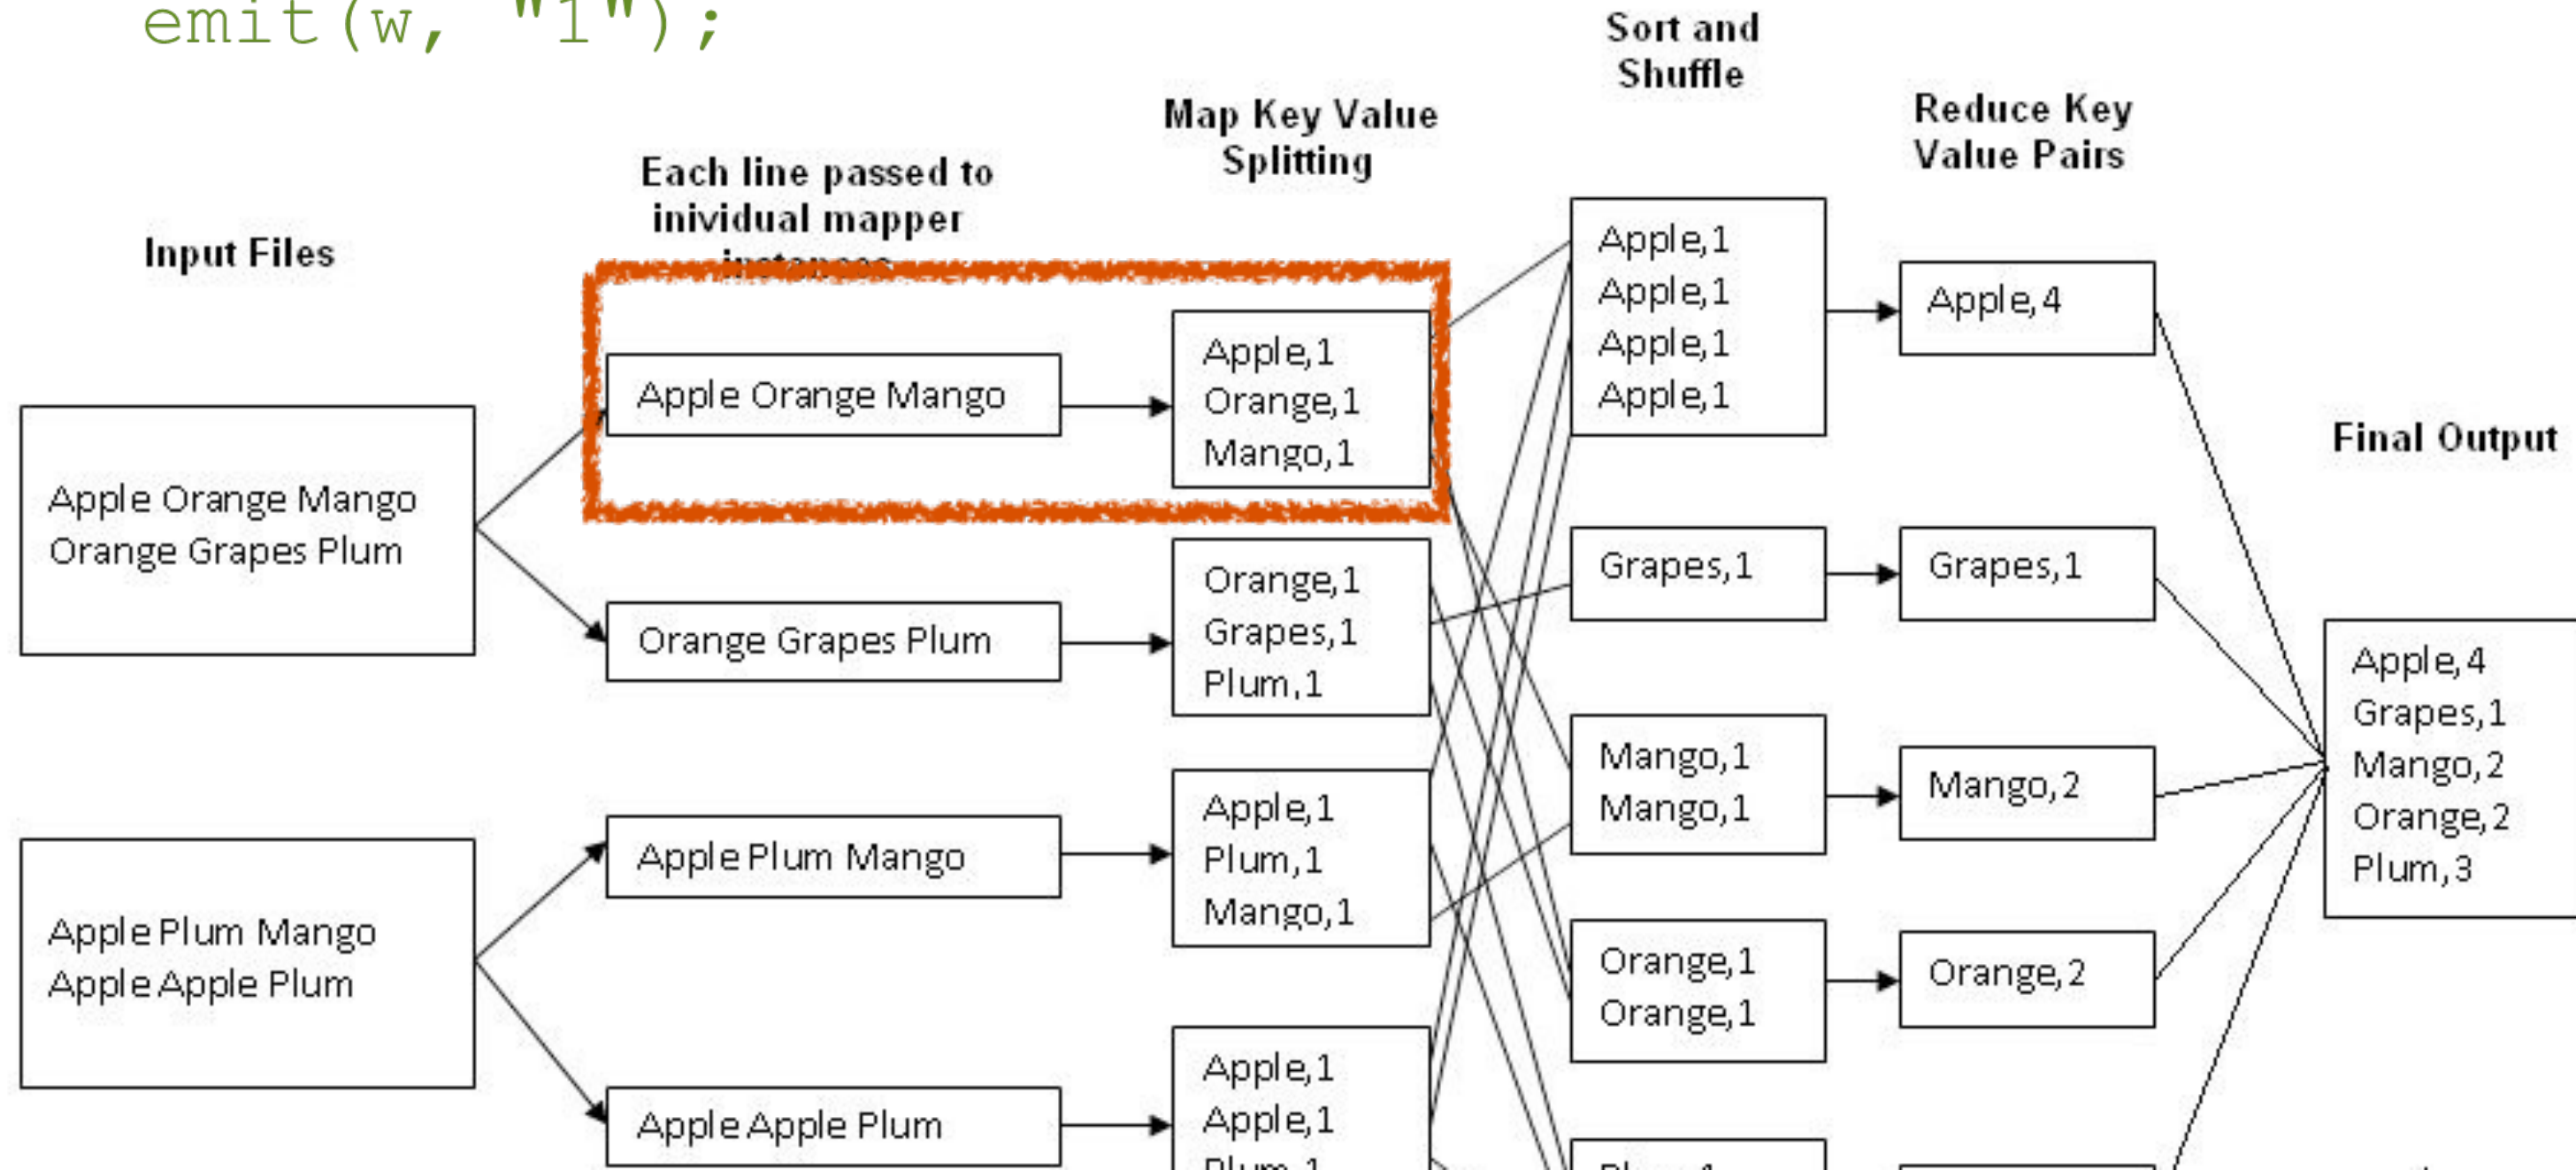 emit(w, "1");
Input Files
Apple Orange Mango
Orange Grapes Plum
Apple Plum Mango
Apple Apple Plum
Each line passed to
inividual mapper
instances
Apple Orange Mango
Orange Grapes Plum
Apple Plum Mango
Apple Apple Plum
Map Key Value
Splitting
Apple,1
Orange,1
Mango,1
Orange,1
Grapes,1
Plum,1
Apple,1
Plum,1
Mango,1
Apple,1
Apple,1
Plum,1
Sort and
Shuffle
Apple,1
Apple,1
Apple,1
Apple,1
Grapes,1
Mango,1
Mango,1
Orange,1
Orange,1
Plum,1
Reduce Key
Value Pairs
Apple,4
Grapes,1
Mango,2
Orange,2
Final Output
Apple,4
Grapes,1
Mango,2
Orange,2
Plum,3